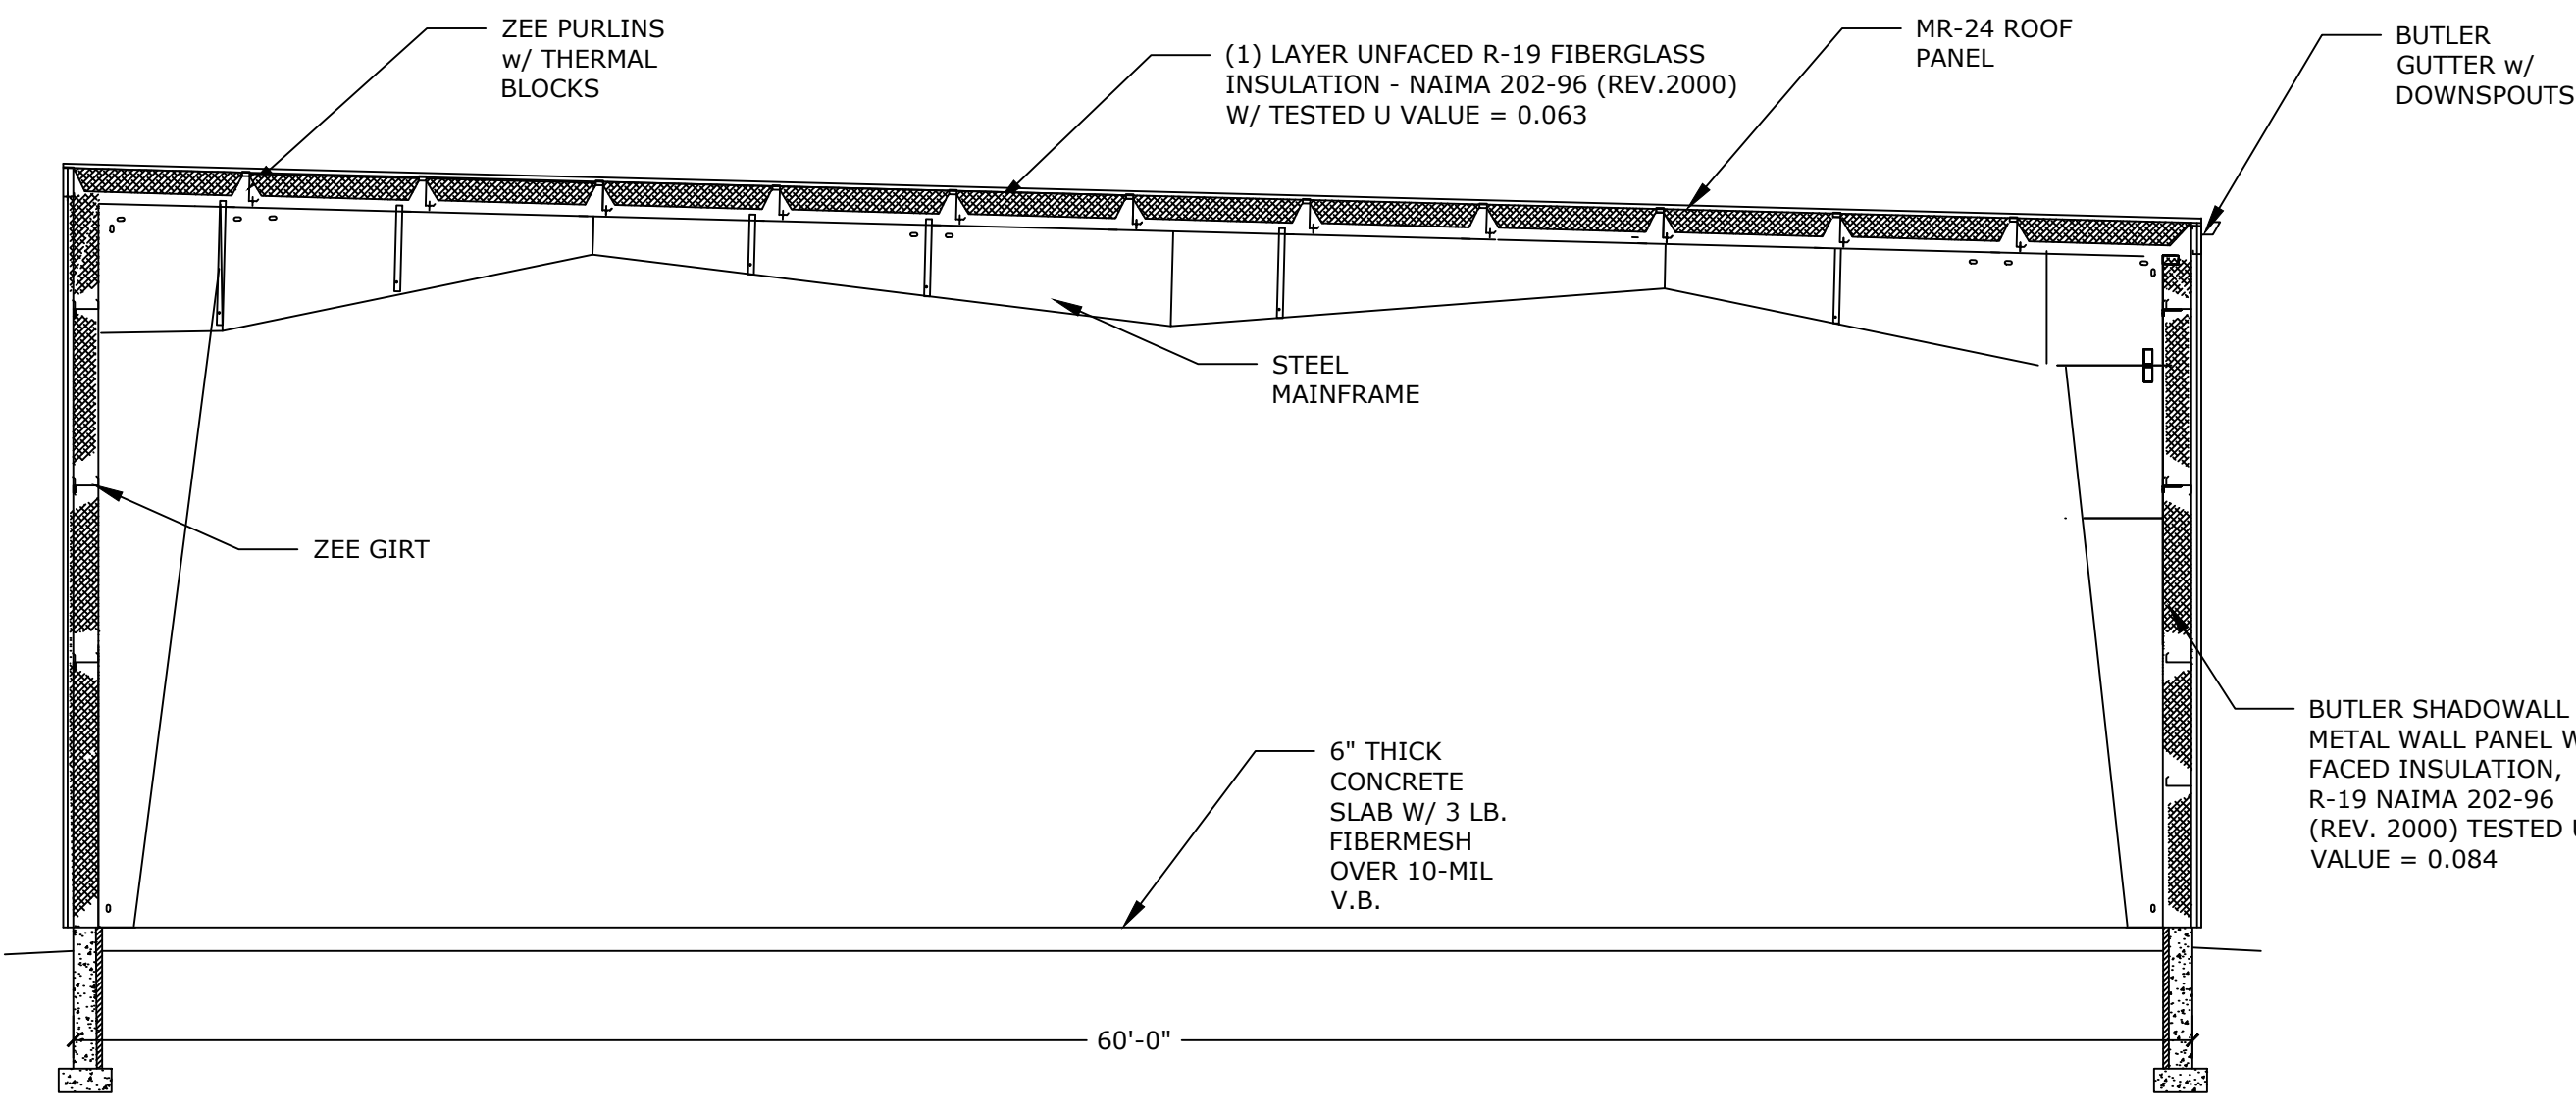 ZEE PURLINS
w/ THERMAL
BLOCKS
(1) LAYER UNFACED R-19 FIBERGLASS
INSULATION - NAIMA 202-96 (REV.2000)
W/ TESTED U VALUE = 0.063
MR-24 ROOF
PANEL
BUTLER
GUTTER w/
DOWNSPOUTS
STEEL
MAINFRAME
ZEE GIRT
6" THICK
CONCRETE
SLAB W/ 3 LB.
FIBERMESH
OVER 10-MIL
V.B.
BUTLER SHADOWALL
METAL WALL PANEL
FACED INSULATION,
R-19 NAIMA 202-96
(REV. 2000) TESTED
VALUE = 0.084
60'-0"